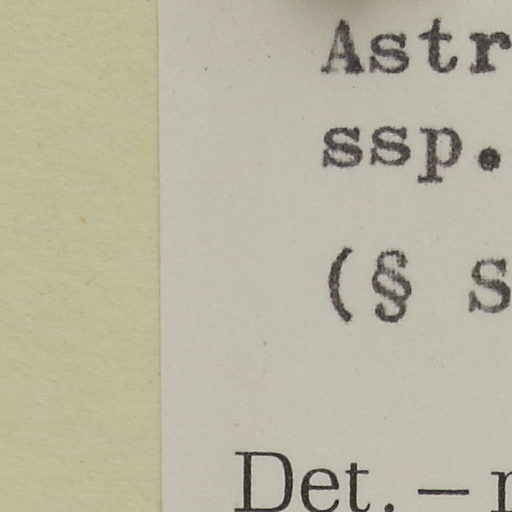 Astr
ssp.
(§ S
Det. –